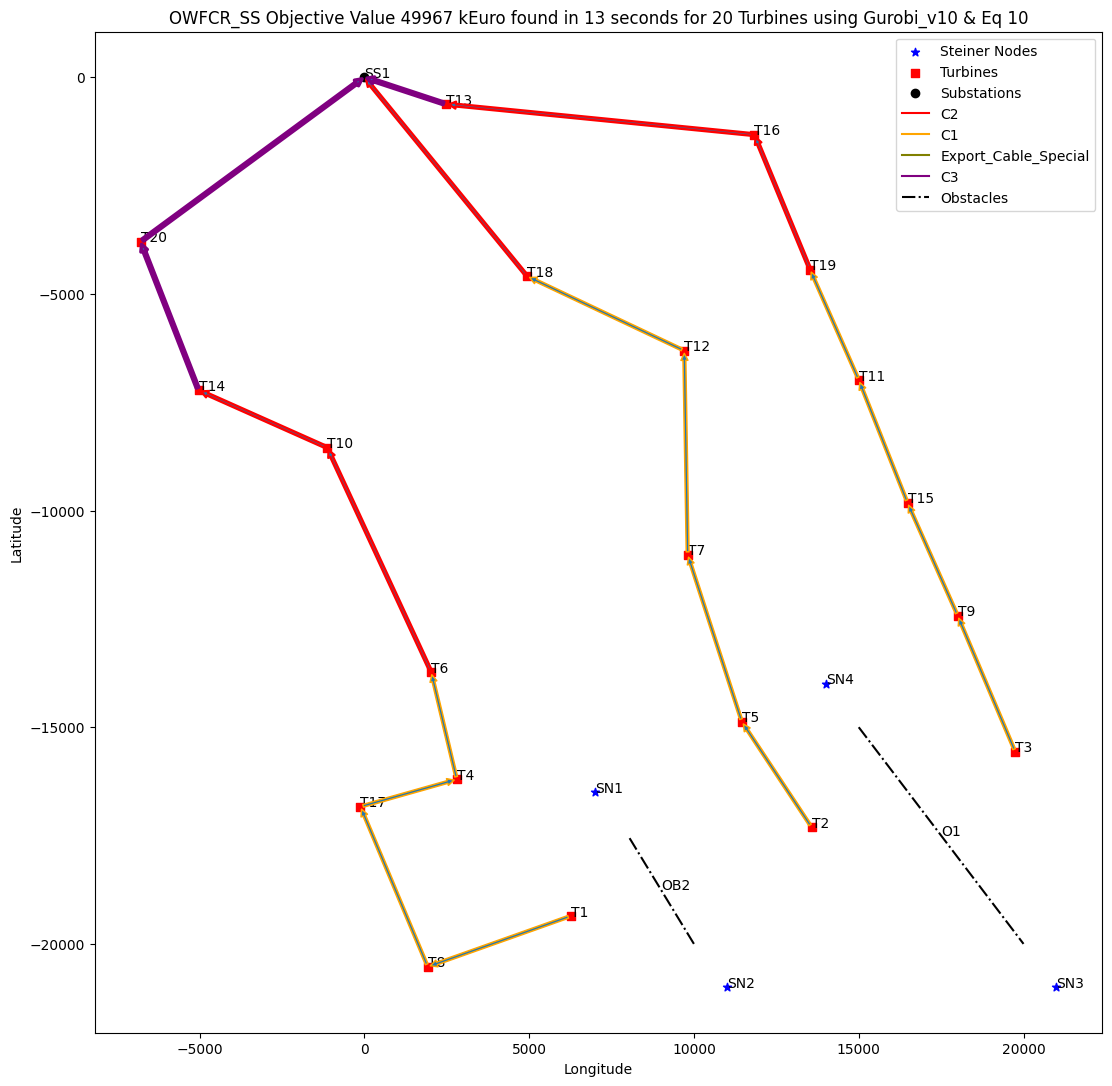 OWFCR_SS Objective Value 49967 kEuro found in 13 seconds for 20 Turbines using Gurobi_v10 & Eq 10
Steiner Nodes
Turbines
Substations
C2
C1
Export_Cable_Special
C3
Obstacles
0
−5000
−10000
−15000
−20000
Latitude
SS1
T13
T16
T20
T19
T18
T12
T11
T14
T10
T15
T7
T9
T6
SN4
T5
T3
T4
SN1
T17
T2
O1
OB2
T1
T8
SN2
SN3
−5000
0
5000
10000
15000
20000
Longitude